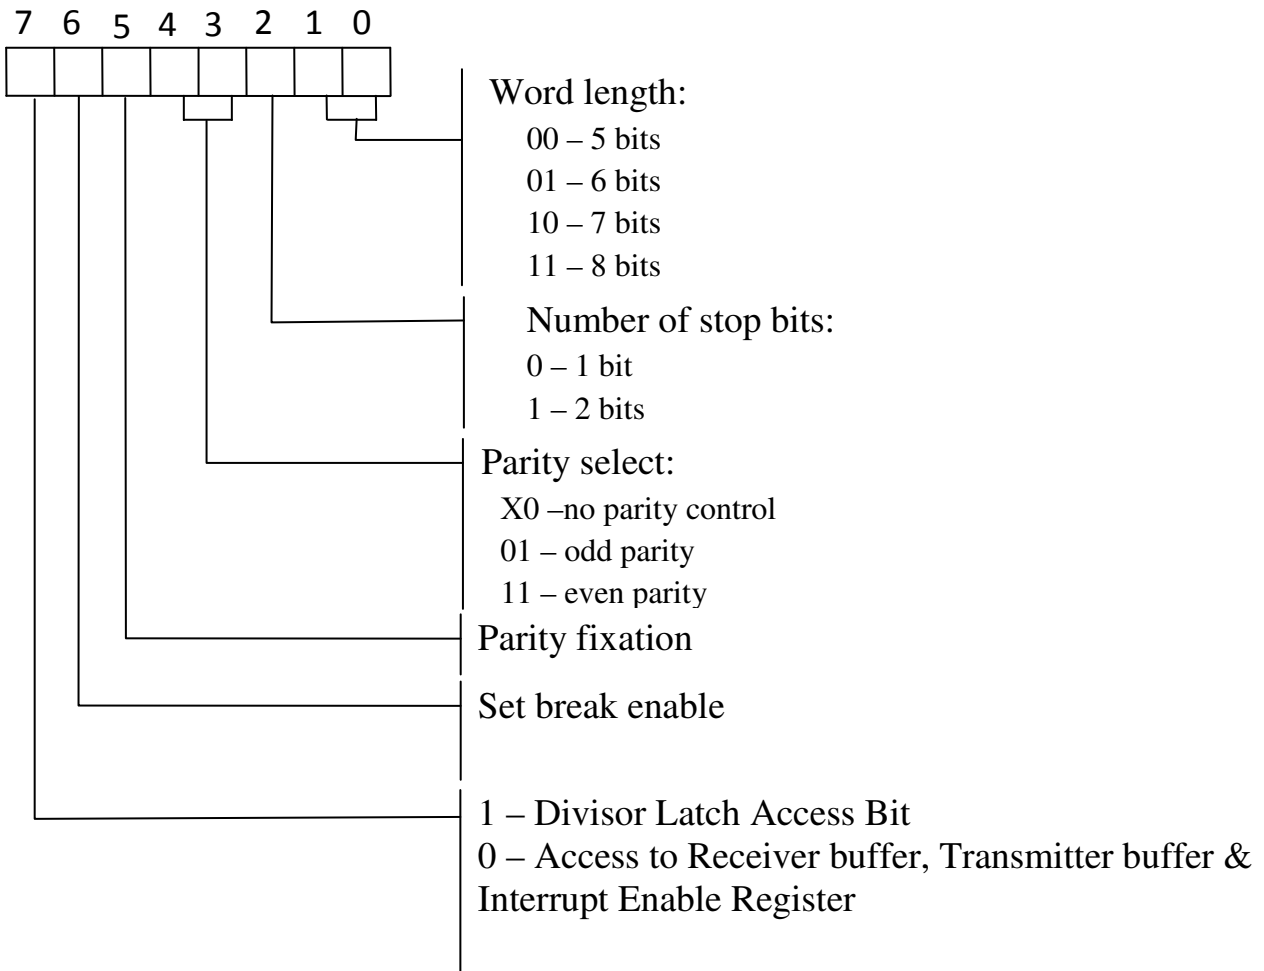 7 6 5 4 3 2 1 0
Word length:
00 – 5 bits
01 – 6 bits
10 – 7 bits
11 – 8 bits
Number of stop bits:
0 – 1 bit
1 – 2 bits
Parity select:
X0 –no parity control
01 – odd parity
11 – even parity
Parity fixation
Set break enable
1 – Divisor Latch Access Bit
0 – Access to Receiver buffer, Transmitter buffer &
Interrupt Enable Register